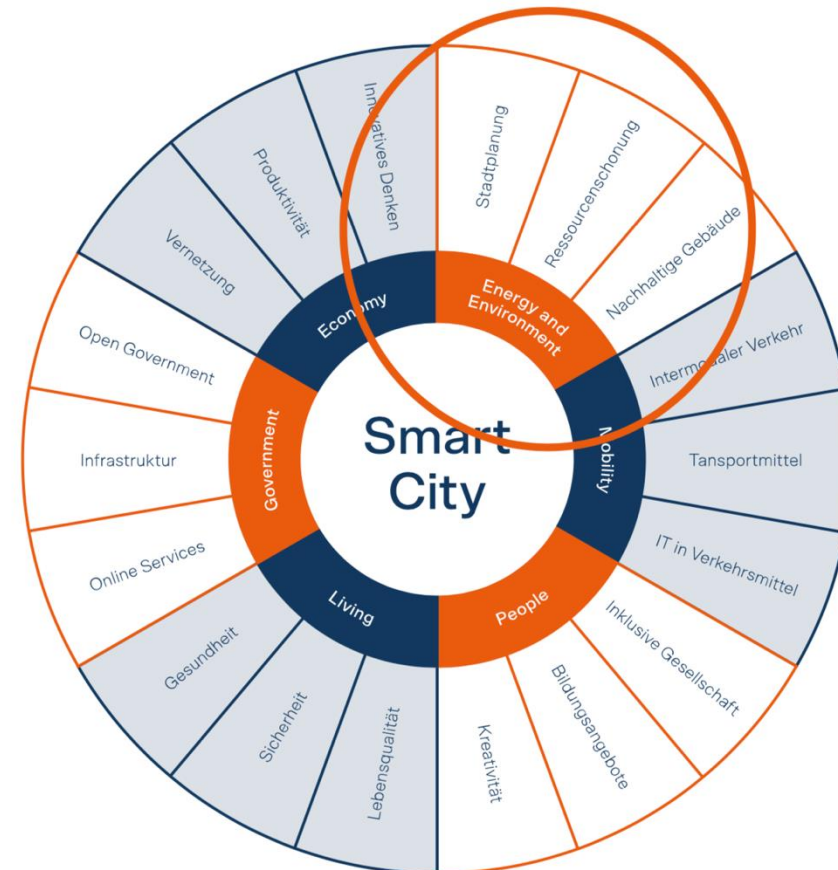 Smart
City
Energy and
Environment
Stadtplanung
Ressourcenschonung
Nachhaltige Gebäude
Mobility
Intermodaler Verkehr
Tansportmittel
IT in Verkehrsmittel
People
Inklusive Gesellschaft
Bildungsangebote
Kreativität
Living
Lebensqualität
Sicherheit
Gesundheit
Government
Online Services
Infrastruktur
Open Government
Economy
Vernetzung
Produktivität
Innovatives Denken